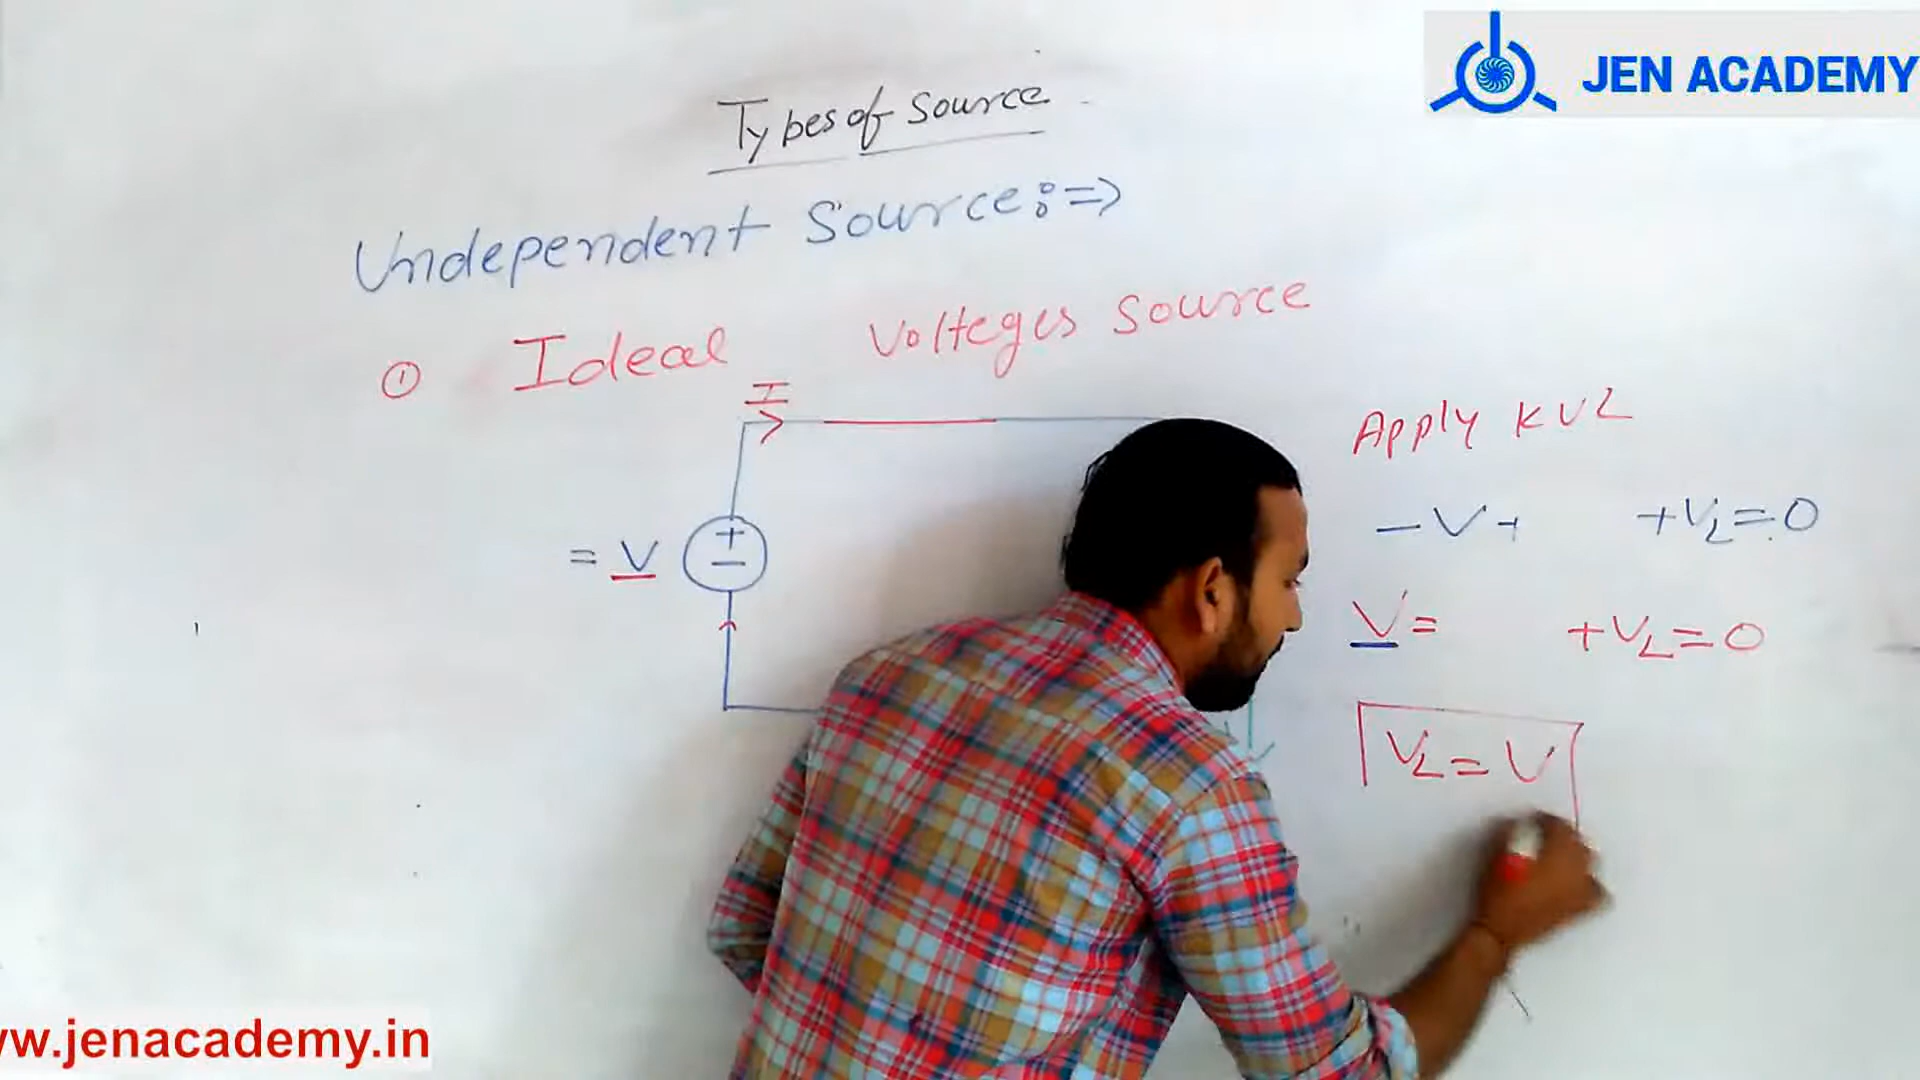 JEN ACADEMY
Types of source
Independent Source:⇒
① Ideal Volteges source
I
Apply KVL
-V+ +VL=0
= V
+
-
V= +VL=0
VL=V
w.jenacademy.in